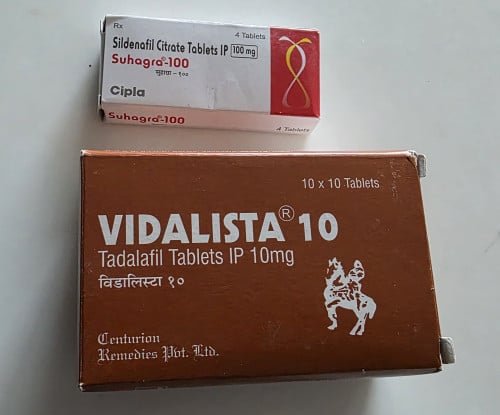 Rx
4 Tablets
Sildenafil Citrate Tablets IP 100 mg
Suhagra®-100
सुहाग्रा - १००
Cipla
Suhagra®-100
4 Tablets
10 x 10 Tablets
VIDALISTA® 10
Tadalafil Tablets IP 10mg
विडालिस्टा १०
Centurion
Remedies Pvt. Ltd.